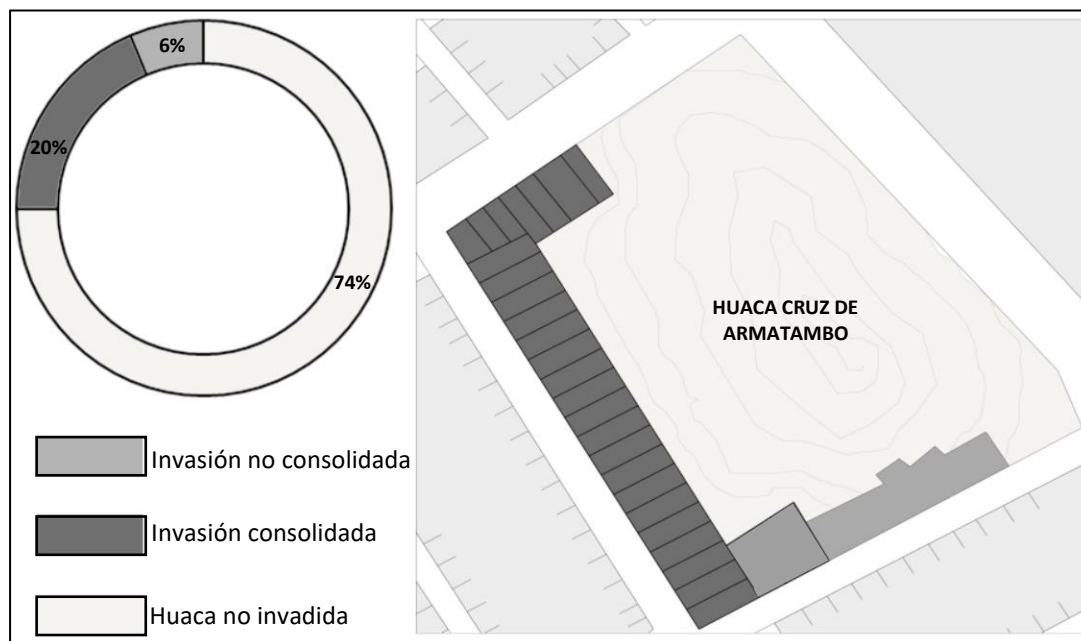 6%
20%
74%
Invasión no consolidada
Invasión consolidada
Huaca no invadida
HUACA CRUZ DE
ARMATAMBO